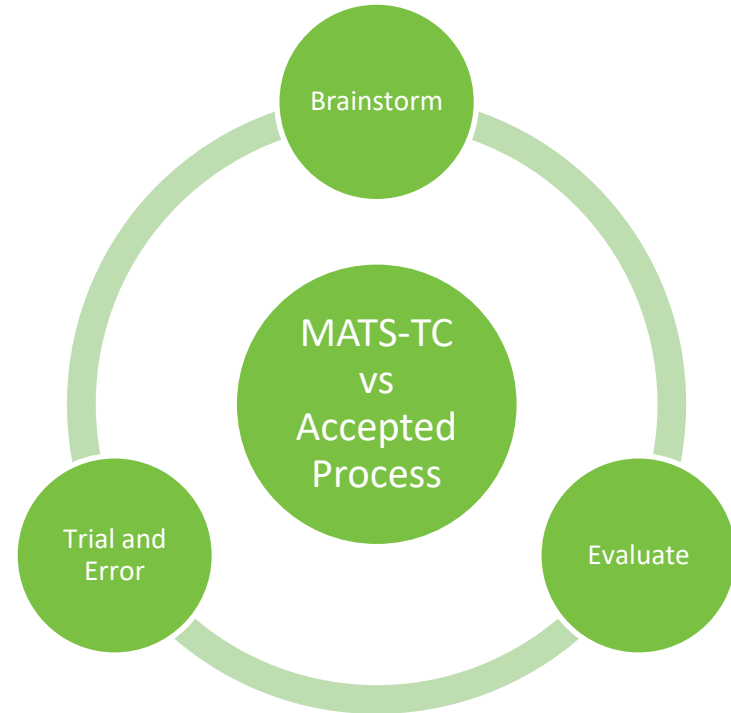 Brainstorm
MATS-TC
vs
Accepted
Process
Trial and
Error
Evaluate